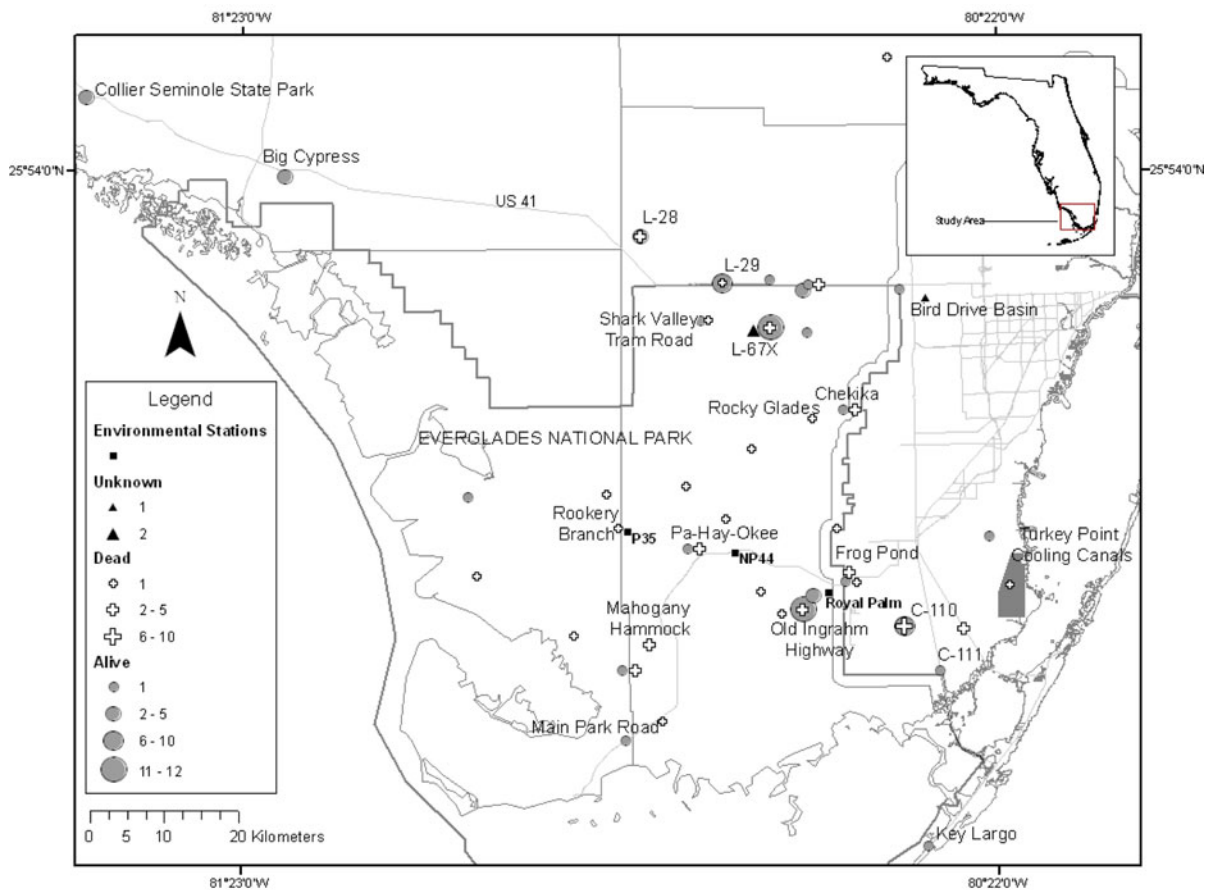 81°23'0"W
80°22'0"W
Collier Seminole State Park
Big Cypress
25°54'0"N
25°54'0"N
US 41
Study Area
L-28
L-29
N
Shark Valley
Tram Road
Bird Drive Basin
L-67X
Chekika
Rocky Glades
EVERGLADES NATIONAL PARK
Rookery
Branch
P35
Pa-Hay-Okee
NP44
Frog Pond
Turkey Point
Cooling Canals
Royal Palm
Mahogany
Hammock
Old Ingrahm
Highway
C-110
C-111
Main Park Road
Key Largo
Legend
Environmental Stations
Unknown
1
2
Dead
1
2 - 5
6 - 10
Alive
1
2 - 5
6 - 10
11 - 12
0 5 10 20 Kilometers
81°23'0"W
80°22'0"W